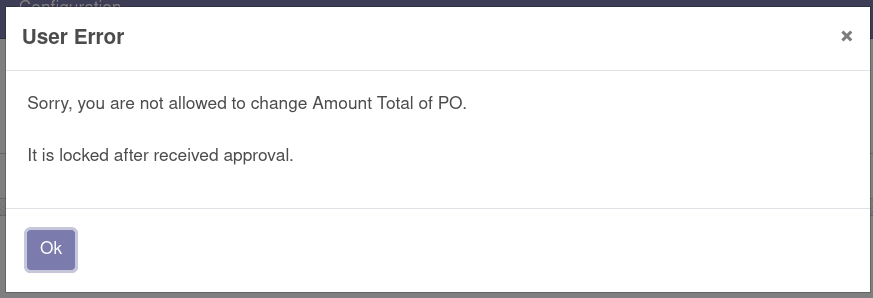 Configuration
User Error
×
Sorry, you are not allowed to change Amount Total of PO.
It is locked after received approval.
Ok